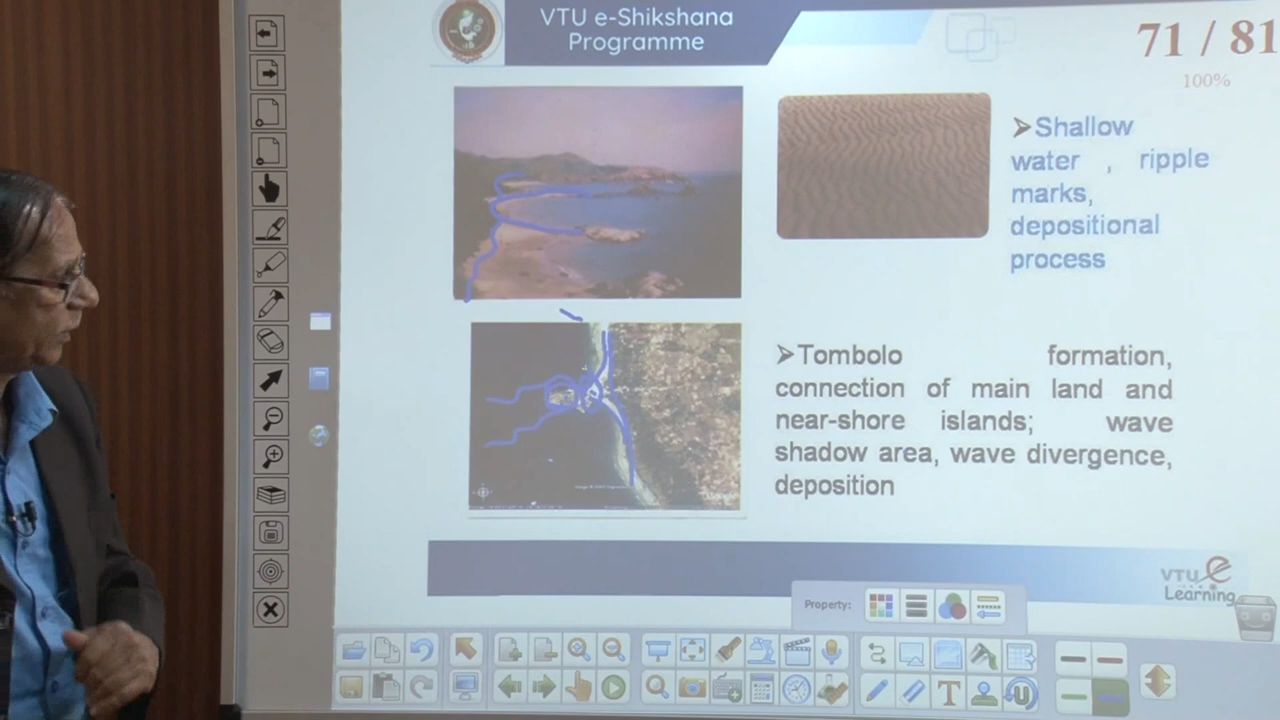 VTU e-Shikshana
Programme
71 / 81
100%
➢Shallow
water , ripple
marks,
depositional
process
➢Tombolo formation,
connection of main land and
near-shore islands; wave
shadow area, wave divergence,
deposition
VTU e
Learning
Property:
T